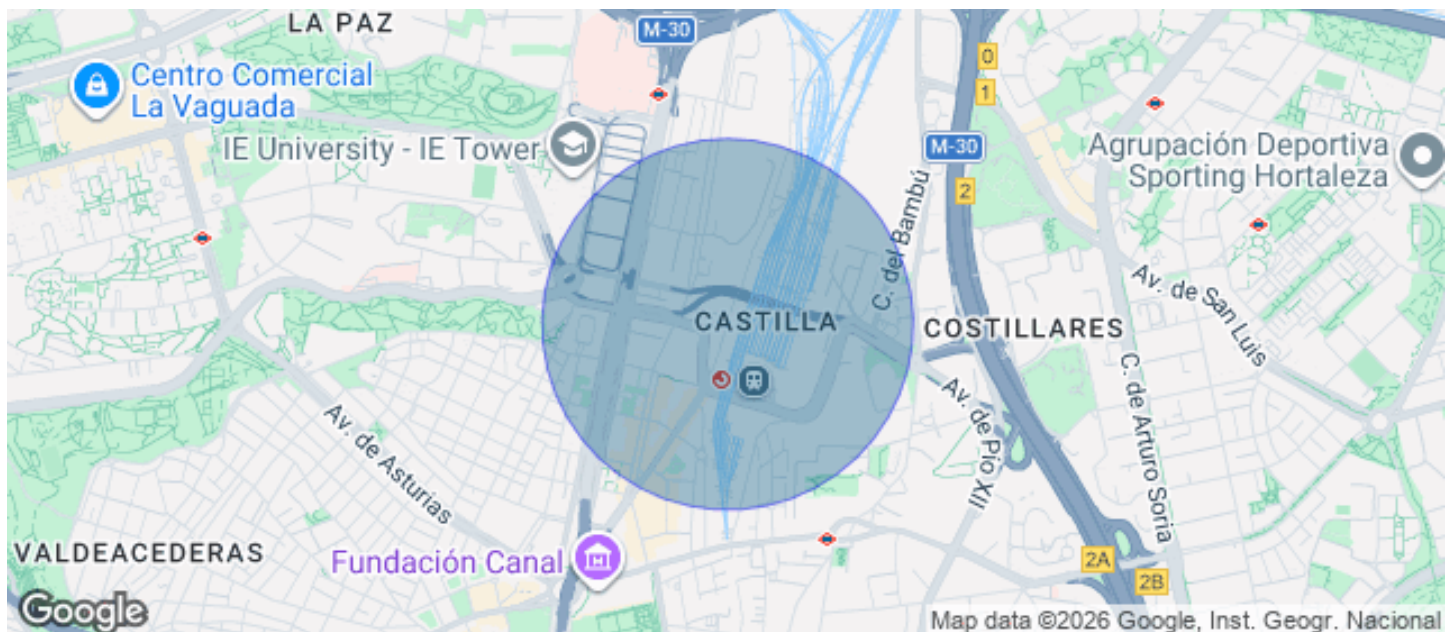 LA PAZ
M-30
0
Centro Comercial
La Vaguada
1
IE University - IE Tower
M-30
Agrupación Deportiva
Sporting Hortaleza
2
C. del Bambú
Av. de San Luis
CASTILLA
COSTILLARES
C. de Arturo Soria
Av. de Asturias
Av. de Pío XII
VALDEACEDERAS
Fundación Canal
2A
2B
Google
Map data ©2026 Google, Inst. Geogr. Nacional